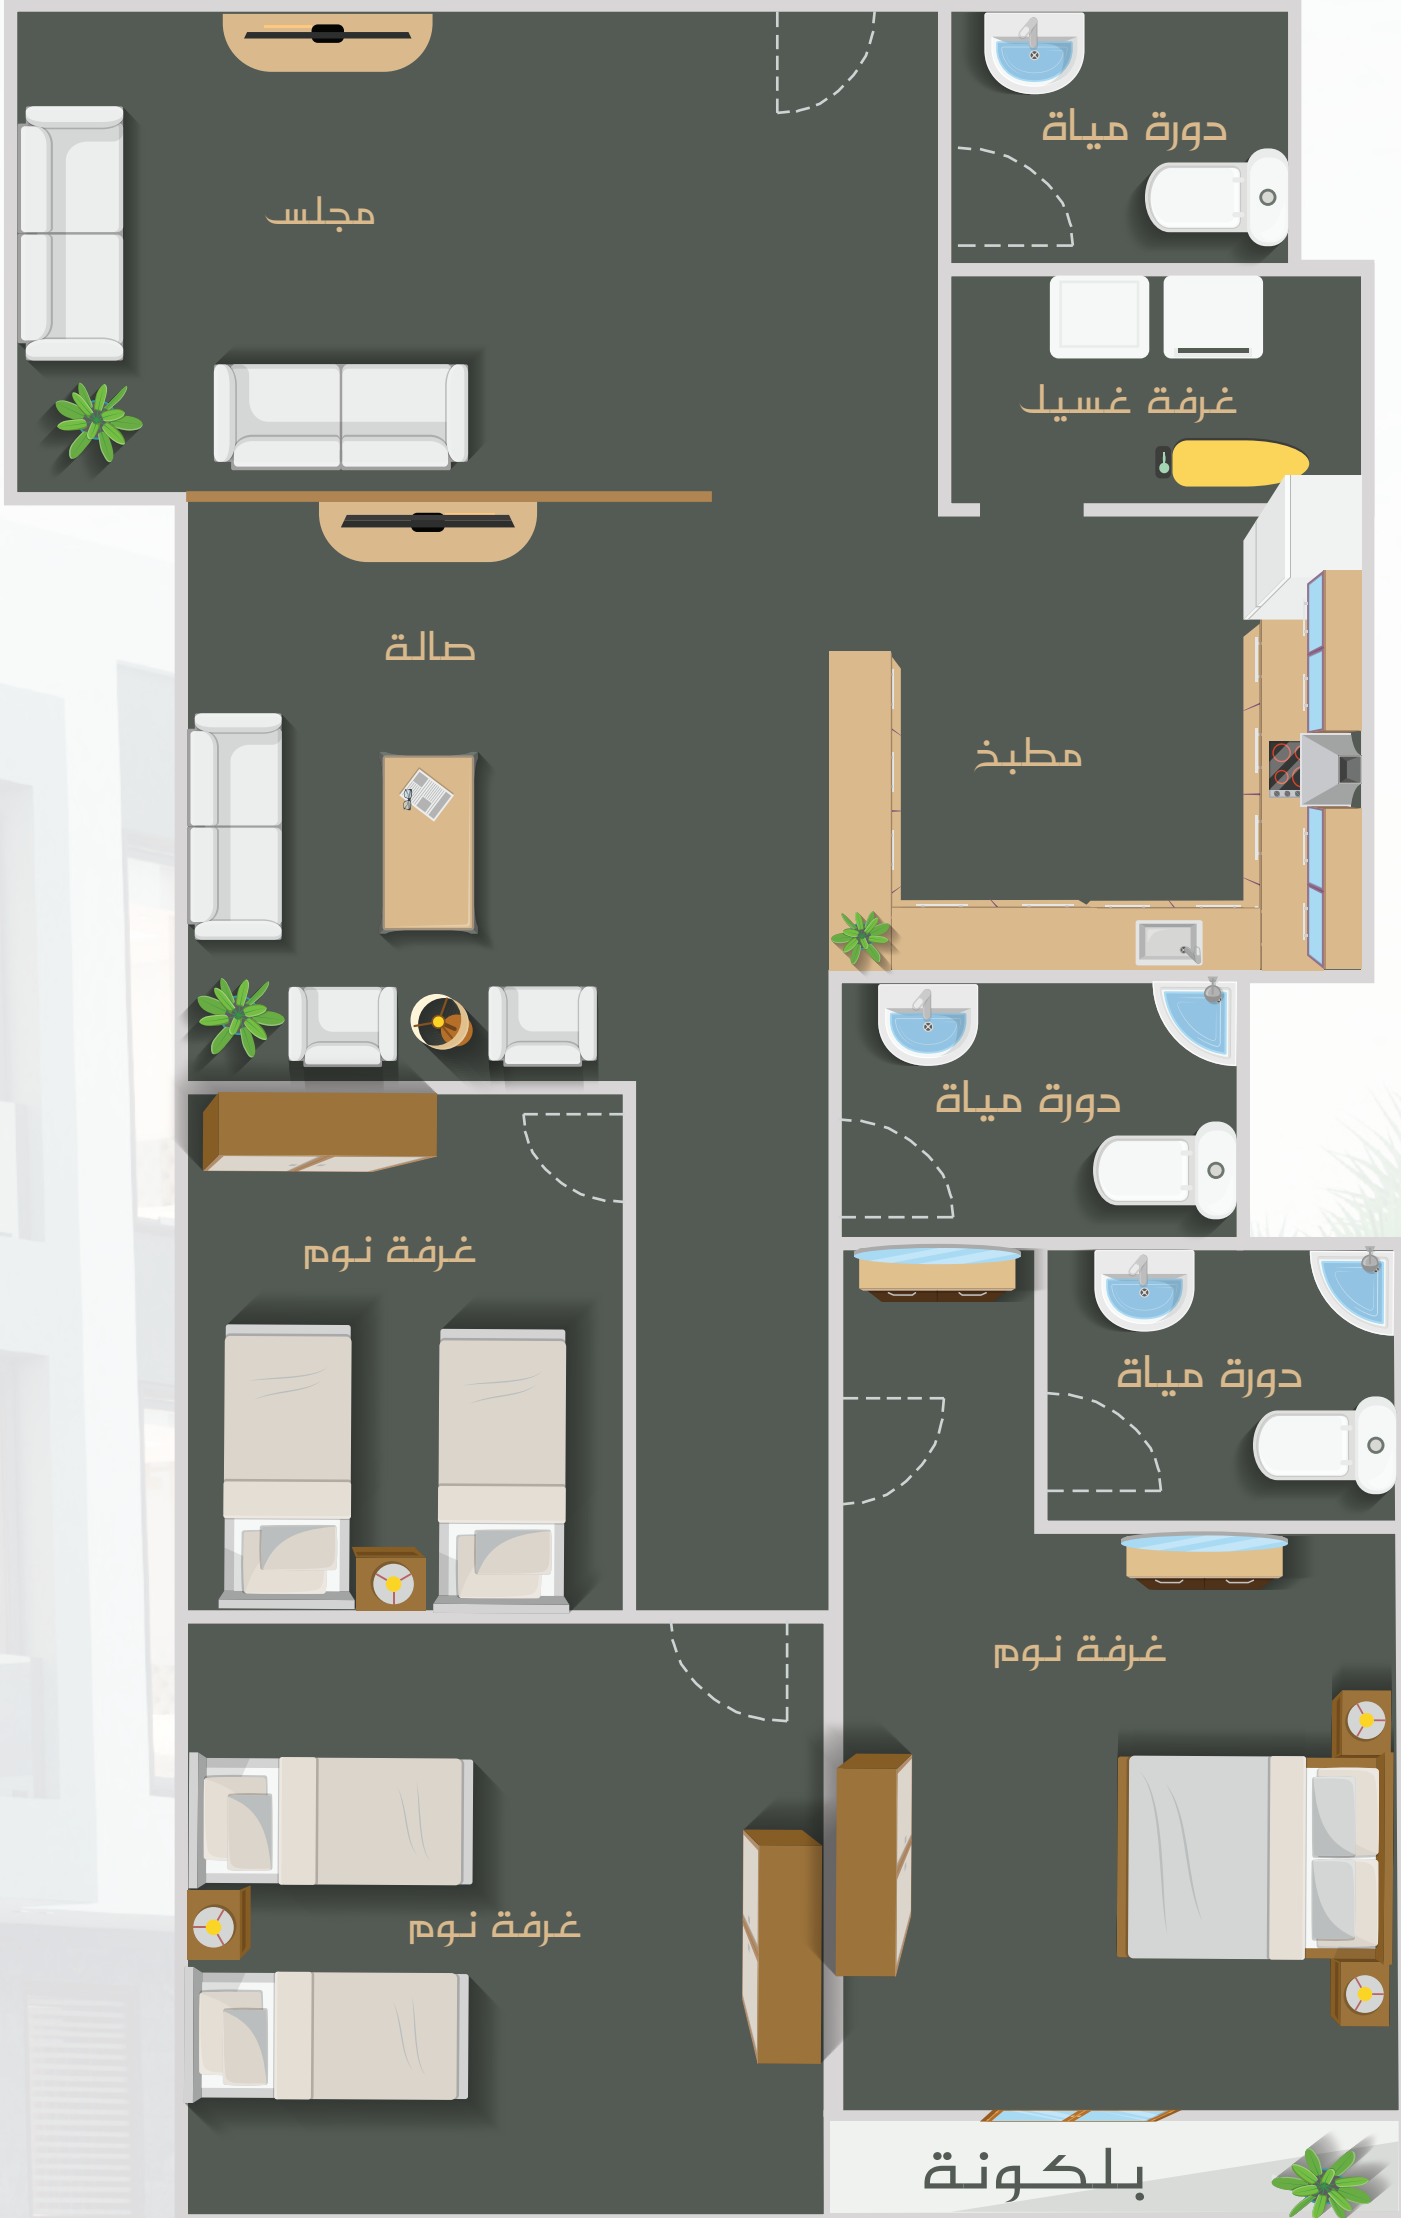 دورة مياة
مجلس
غرفة غسيل
صالة
مطبخ
دورة مياة
غرفة نوم
دورة مياة
غرفة نوم
غرفة نوم
بلكونة